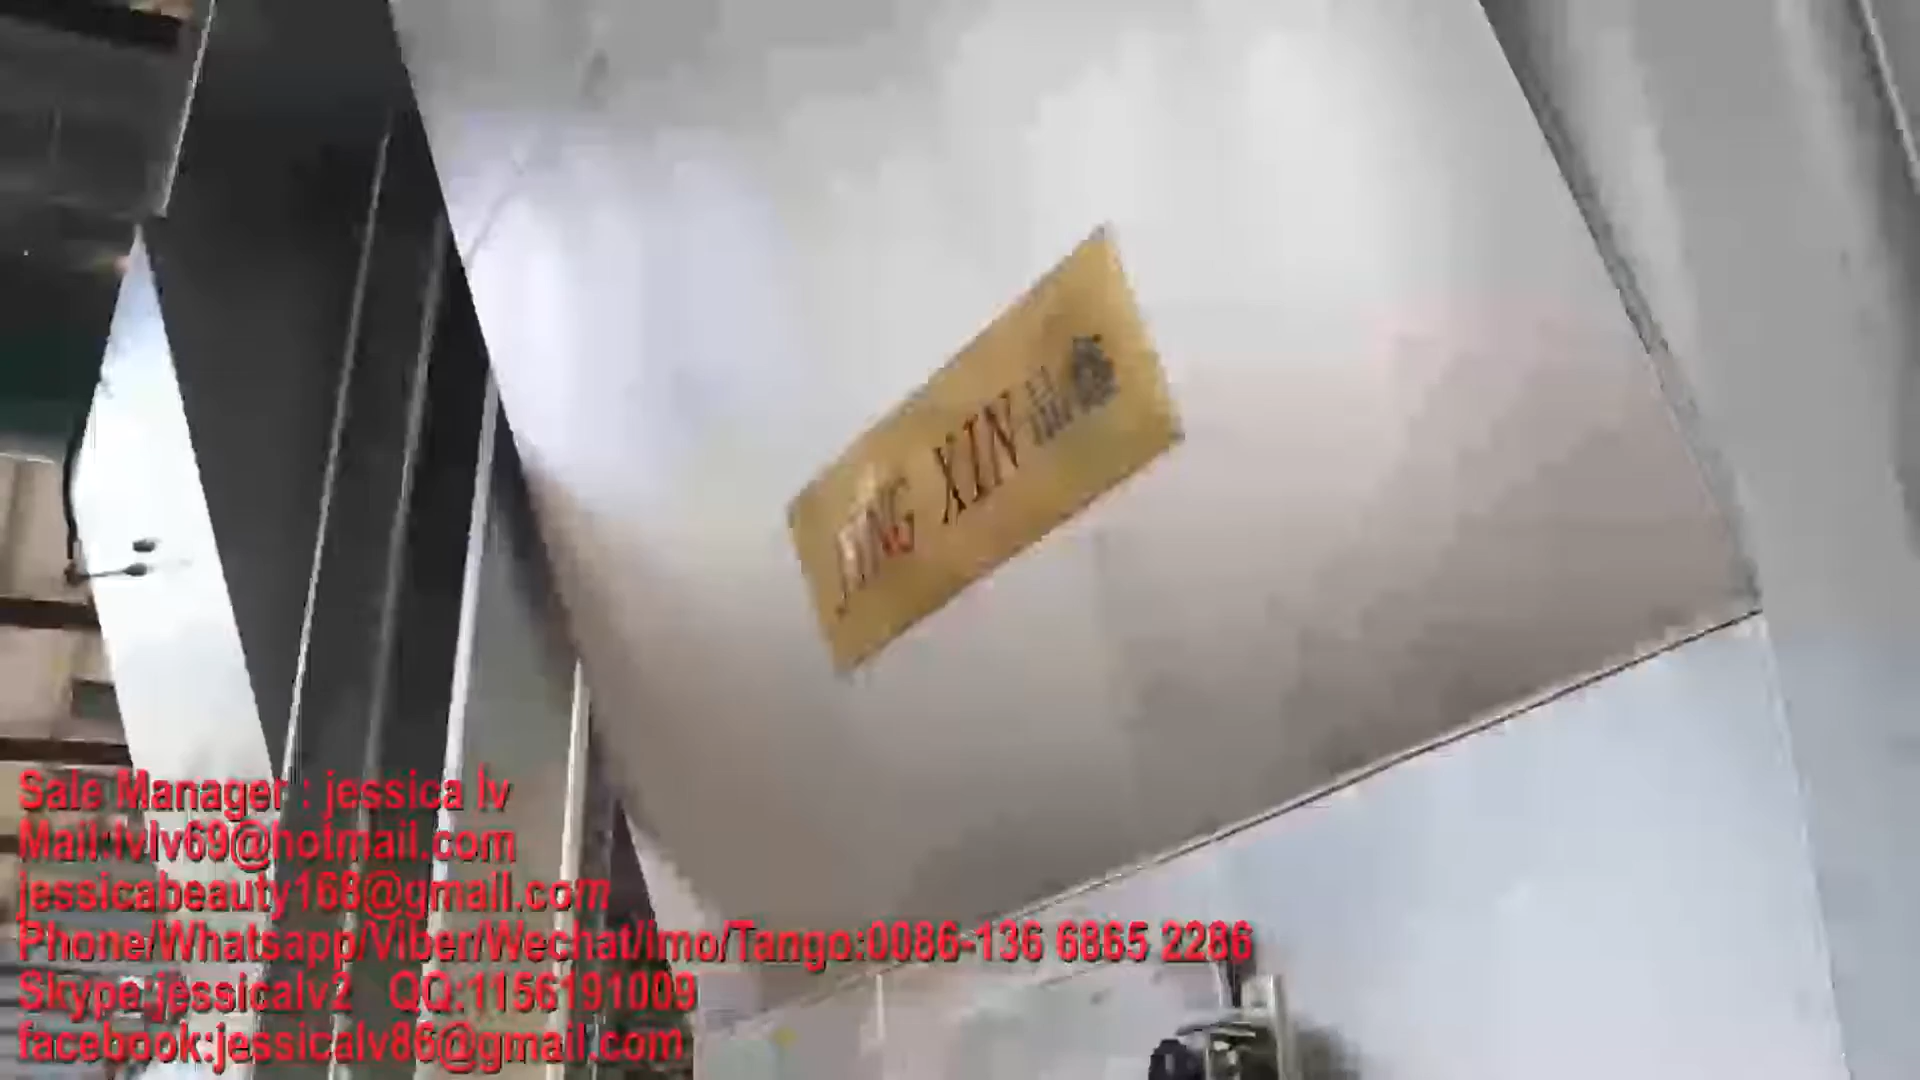 JING XIN 晶鑫
Sale Manager : jessica lv
Mail:lvlv69@hotmail.com
jessicabeauty168@gmail.com
Phone/Whatsapp/Viber/Wechat/imo/Tango:0086-136 6865 2286
Skype:jessicalv2 QQ:1156191009
facebook:jessicalv86@gmail.com